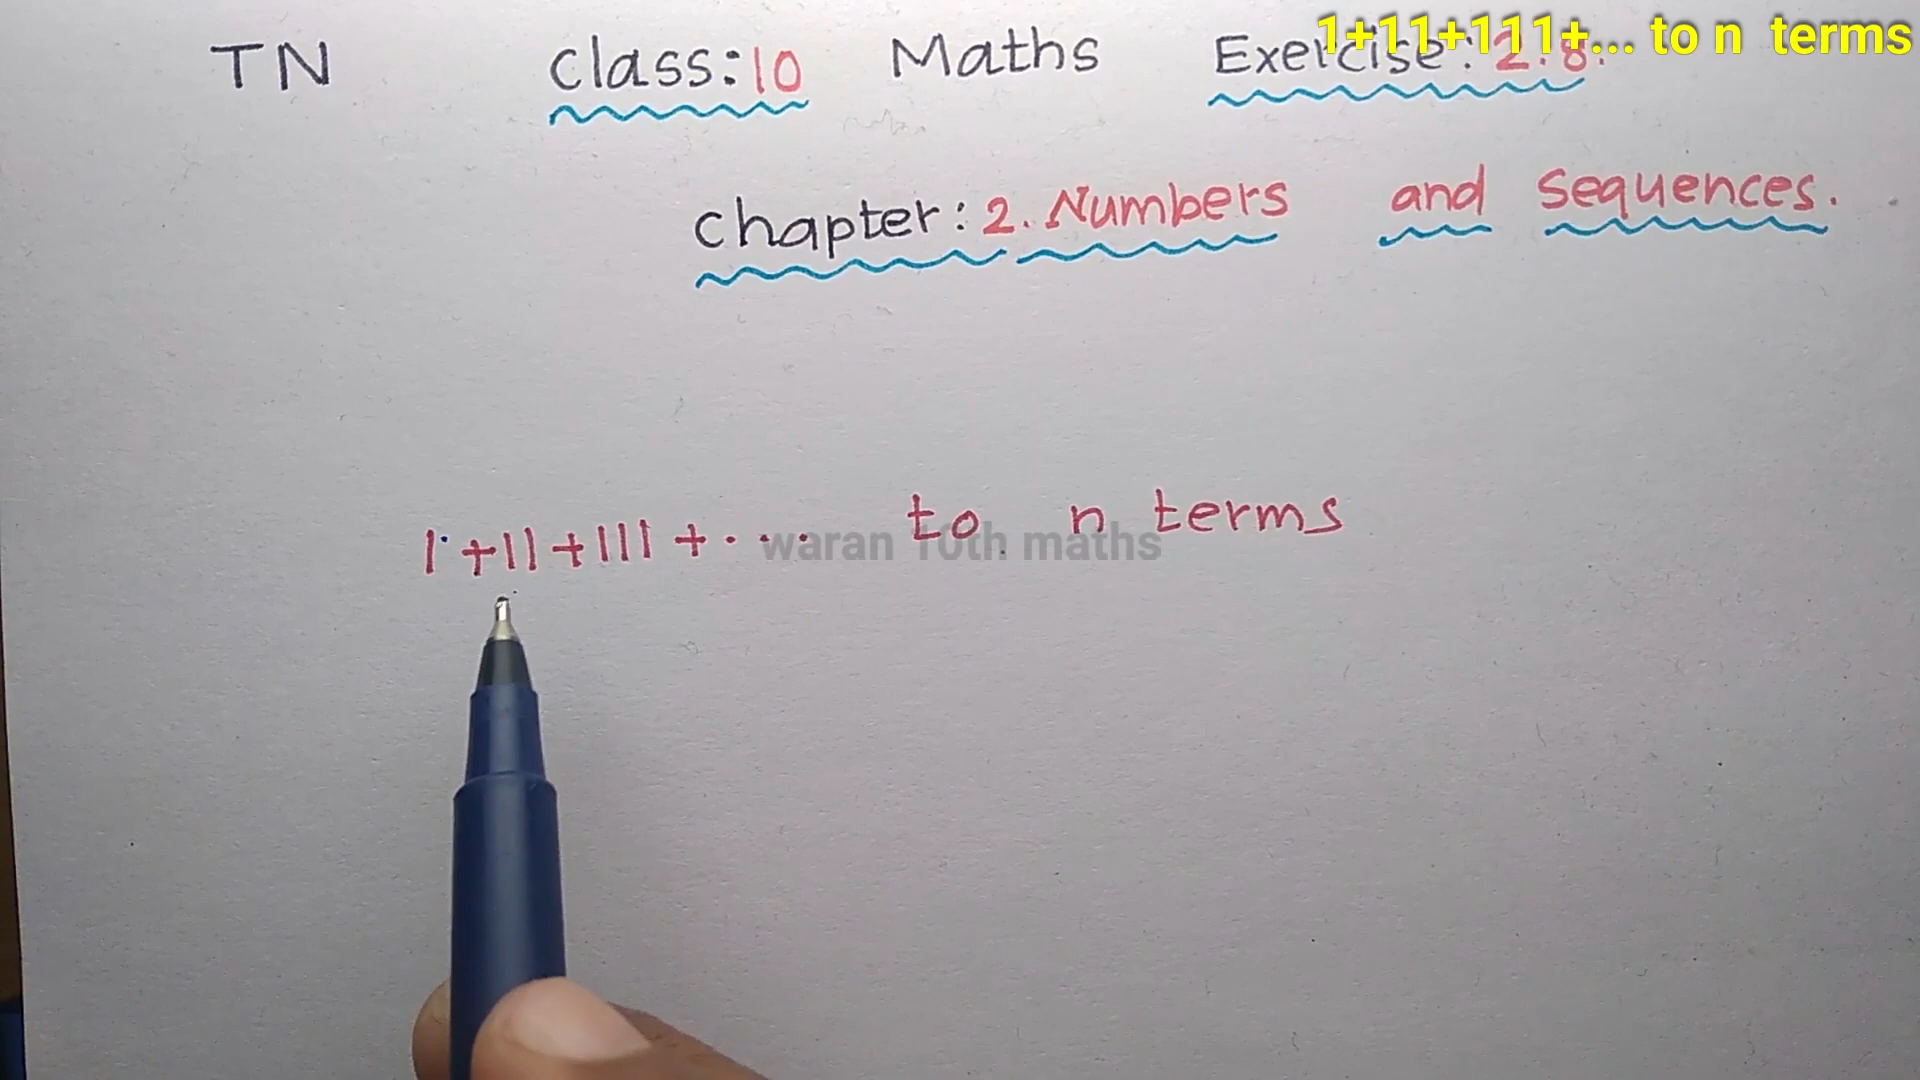 1+11+111+... to n terms
TN Class:10 Maths Exercise: 2.8.
Chapter: 2. Numbers and Sequences.
1 + 11 + 111 + ... to n terms
waran 10th maths